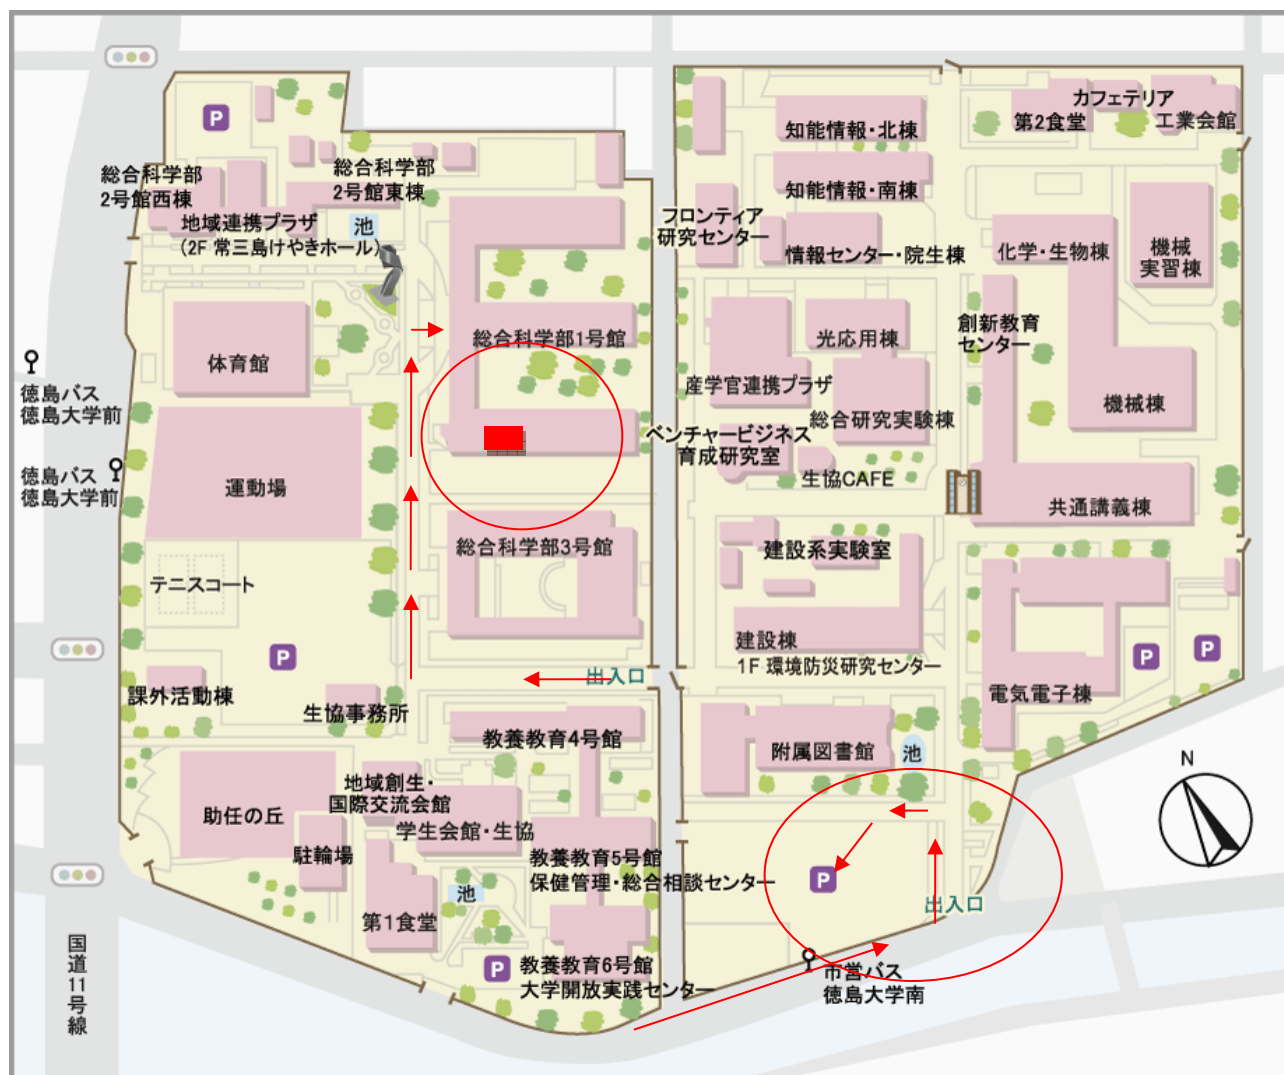 P
総合科学部
2号館西棟
総合科学部
2号館東棟
地域連携プラザ
(2F 常三島けやきホール)
池
体育館
総合科学部1号館
徳島バス
徳島大学前
徳島バス
徳島大学前
運動場
総合科学部3号館
テニスコート
P
課外活動棟
生協事務所
出入口
教養教育4号館
助任の丘
地域創生・
国際交流会館
学生会館・生協
駐輪場
教養教育5号館
保健管理・総合相談センター
池
第1食堂
P
教養教育6号館
大学開放実践センター
国道11号線
知能情報・北棟
知能情報・南棟
フロンティア
研究センター
情報センター・院生棟
第2食堂
カフェテリア
工業会館
化学・生物棟
機械
実習棟
創新教育
センター
光応用棟
産学官連携プラザ
総合研究実験棟
機械棟
ベンチャービジネス
育成研究室
生協CAFE
共通講義棟
建設系実験室
建設棟
1F 環境防災研究センター
P
P
電気電子棟
附属図書館
池
N
P
出入口
市営バス
徳島大学南